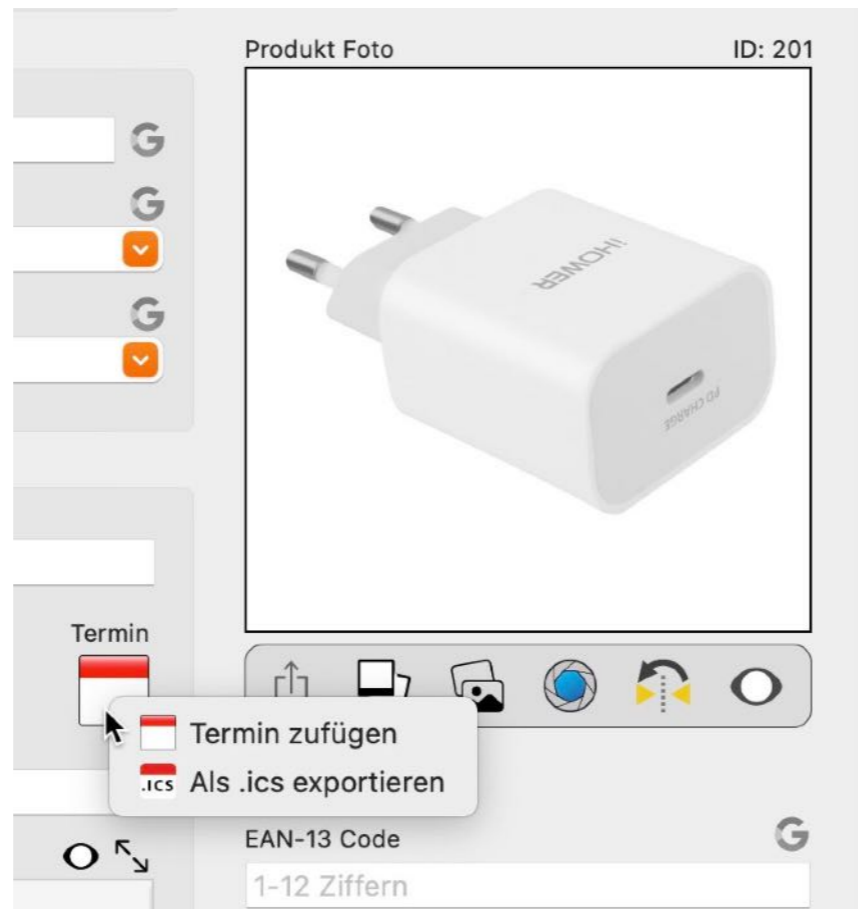 Produkt Foto ID: 201
iHOWER
PD CHARGE
Termin
Termin zufügen
.ICS Als .ics exportieren
EAN-13 Code
1-12 Ziffern